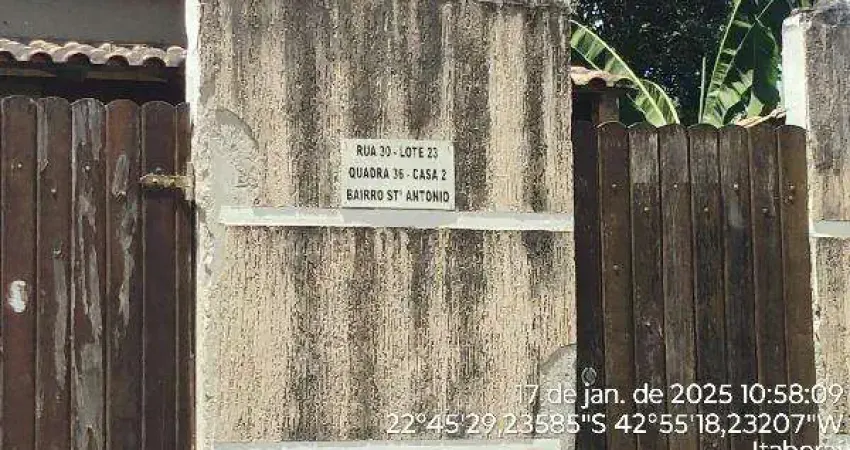 RUA 30 - LOTE 23
QUADRA 36 - CASA 2
BAIRRO ST° ANTONIO
17 de jan. de 2025 10:58:09
22°45'29,23585"S 42°55'18,23207"W